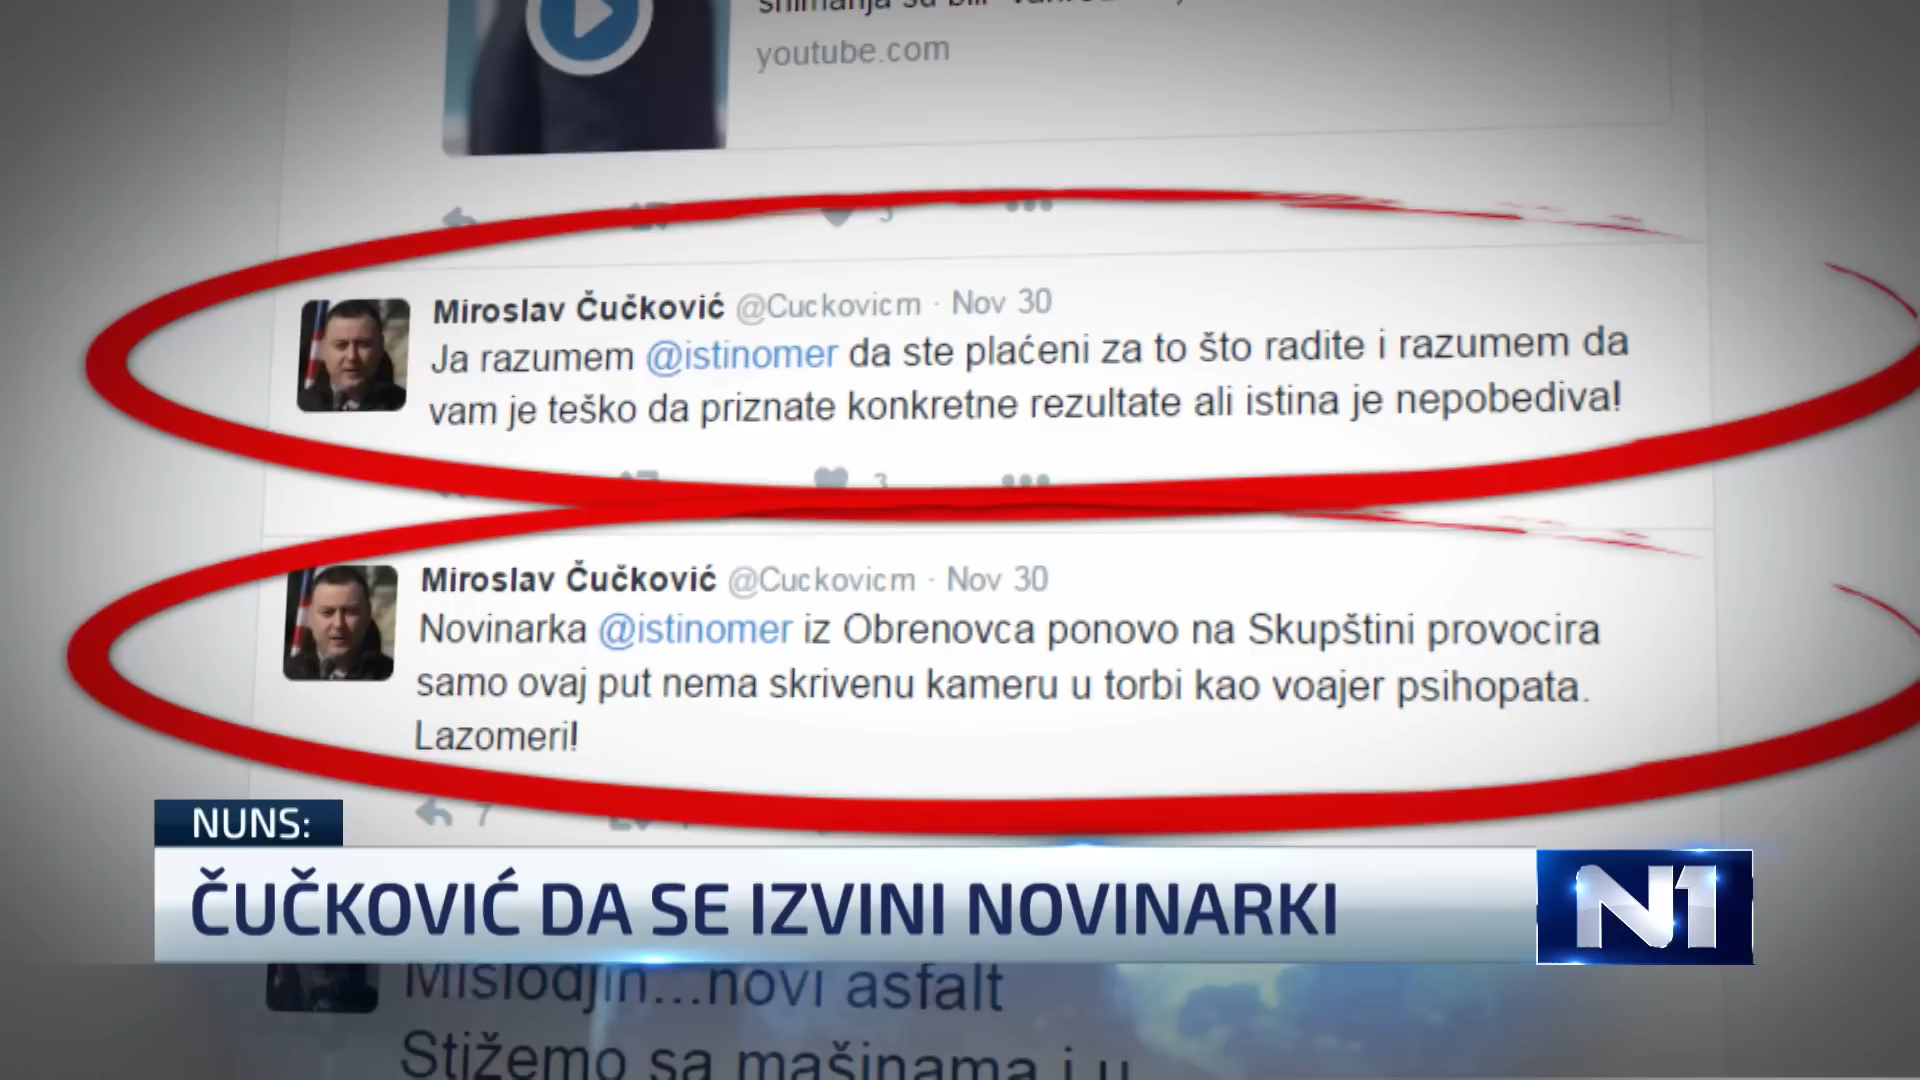 youtube.com
3
Miroslav Čučković @Cuckovicm · Nov 30
Ja razumem @istinomer da ste plaćeni za to što radite i razumem da
vam je teško da priznate konkretne rezultate ali istina je nepobediva!
3
Miroslav Čučković @Cuckovicm · Nov 30
Novinarka @istinomer iz Obrenovca ponovo na Skupštini provocira
samo ovaj put nema skrivenu kameru u torbi kao voajer psihopata.
Lazomeri!
7
NUNS:
ČUČKOVIĆ DA SE IZVINI NOVINARKI
N1
Mislodjin...novi asfalt
Stižemo sa mašinama i u